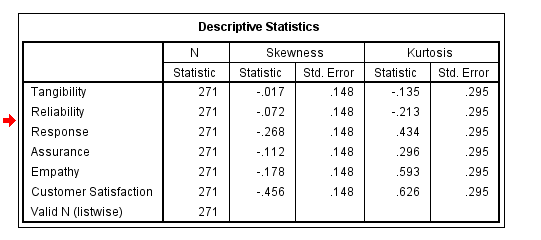 Descriptive Statistics
N Skewness Kurtosis
Statistic Statistic Std. Error Statistic Std. Error
Tangibility 271 -.017 .148 -.135 .295
Reliability 271 -.072 .148 -.213 .295
Response 271 -.268 .148 .434 .295
Assurance 271 -.112 .148 .296 .295
Empathy 271 -.178 .148 .593 .295
Customer Satisfaction 271 -.456 .148 .626 .295
Valid N (listwise) 271